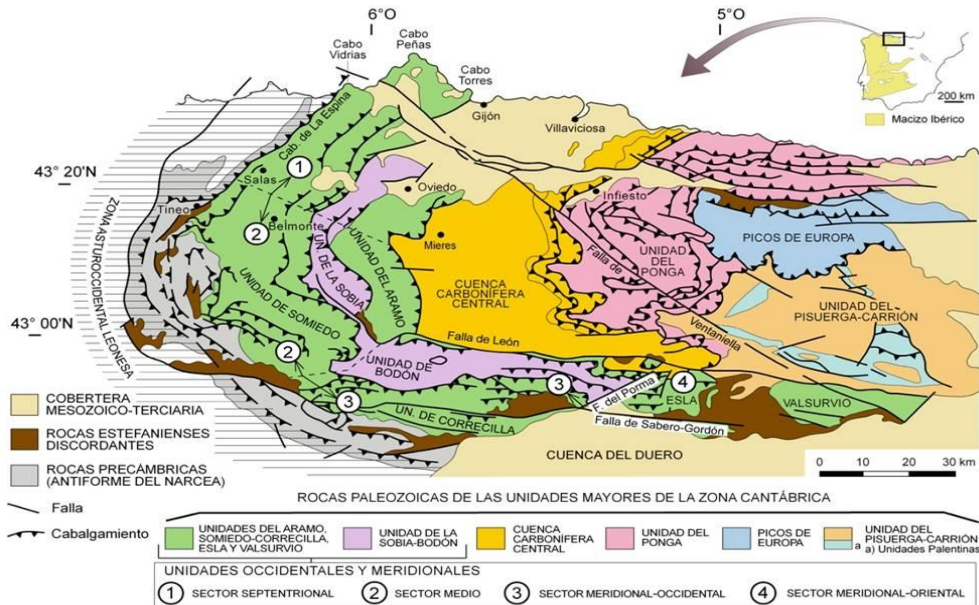 6°O
5°O
Cabo
Peñas
Cabo
Vidrias
Cabo
Torres
200 km
Macizo Ibérico
Gijón
Villaviciosa
Cab. de La Espina
43° 20'N
1
Salas
Oviedo
Infiesto
Tineo
2
Belmonte
Mieres
UN. DE LA SOBIA
UNIDAD DEL ARAMO
UNIDAD
DEL
PONGA
Falla de
Ventaniella
PICOS DE EUROPA
ZONA ASTUROCCIDENTAL LEONESA
UNIDAD DE SOMIEDO
CUENCA
CARBONÍFERA
CENTRAL
UNIDAD DEL
PISUERGA-CARRIÓN
43° 00'N
Falla de León
2
UNIDAD
DE
BODÓN
3
3
F. del Porma
4
ESLA
VALSURVIO
UN. DE CORRECILLA
Falla de Sabero-Gordón
CUENCA DEL DUERO
0 10 20 30 km
COBERTERA
MESOZOICO-TERCIARIA
ROCAS ESTEFANIENSES
DISCORDANTES
ROCAS PRECÁMBRICAS
(ANTIFORME DEL NARCEA)
Falla
Cabalgamiento
ROCAS PALEOZOICAS DE LAS UNIDADES MAYORES DE LA ZONA CANTÁBRICA
UNIDADES DEL ARAMO,
SOMIEDO-CORRECILLA,
ESLA Y VALSURVIO
UNIDAD DE LA
SOBIA-BODÓN
CUENCA
CARBONÍFERA
CENTRAL
UNIDAD DEL
PONGA
PICOS DE
EUROPA
UNIDAD DEL
PISUERGA-CARRIÓN
a a) Unidades Palentinas
UNIDADES OCCIDENTALES Y MERIDIONALES
1 SECTOR SEPTENTRIONAL
2 SECTOR MEDIO
3 SECTOR MERIDIONAL-OCCIDENTAL
4 SECTOR MERIDIONAL-ORIENTAL